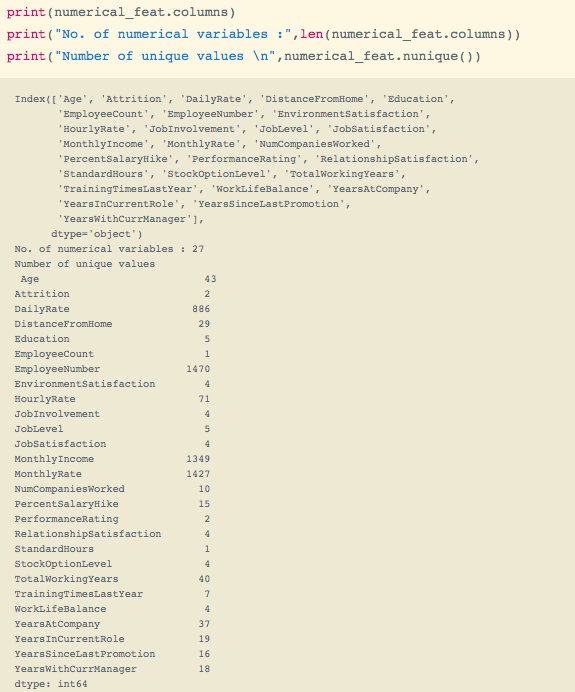 print(numerical_feat.columns)
print("No. of numerical variables :",len(numerical_feat.columns))
print("Number of unique values \n",numerical_feat.nunique())
Index(['Age', 'Attrition', 'DailyRate', 'DistanceFromHome', 'Education',
       'EmployeeCount', 'EmployeeNumber', 'EnvironmentSatisfaction',
       'HourlyRate', 'JobInvolvement', 'JobLevel', 'JobSatisfaction',
       'MonthlyIncome', 'MonthlyRate', 'NumCompaniesWorked',
       'PercentSalaryHike', 'PerformanceRating', 'RelationshipSatisfaction',
       'StandardHours', 'StockOptionLevel', 'TotalWorkingYears',
       'TrainingTimesLastYear', 'WorkLifeBalance', 'YearsAtCompany',
       'YearsInCurrentRole', 'YearsSinceLastPromotion',
       'YearsWithCurrManager'],
      dtype='object')
No. of numerical variables : 27
Number of unique values
 Age                            43
Attrition                      2
DailyRate                    886
DistanceFromHome              29
Education                      5
EmployeeCount                  1
EmployeeNumber              1470
EnvironmentSatisfaction        4
HourlyRate                    71
JobInvolvement                 4
JobLevel                       5
JobSatisfaction                4
MonthlyIncome               1349
MonthlyRate                 1427
NumCompaniesWorked            10
PercentSalaryHike             15
PerformanceRating              2
RelationshipSatisfaction       4
StandardHours                  1
StockOptionLevel               4
TotalWorkingYears             40
TrainingTimesLastYear          7
WorkLifeBalance                4
YearsAtCompany                37
YearsInCurrentRole            19
YearsSinceLastPromotion       16
YearsWithCurrManager          18
dtype: int64